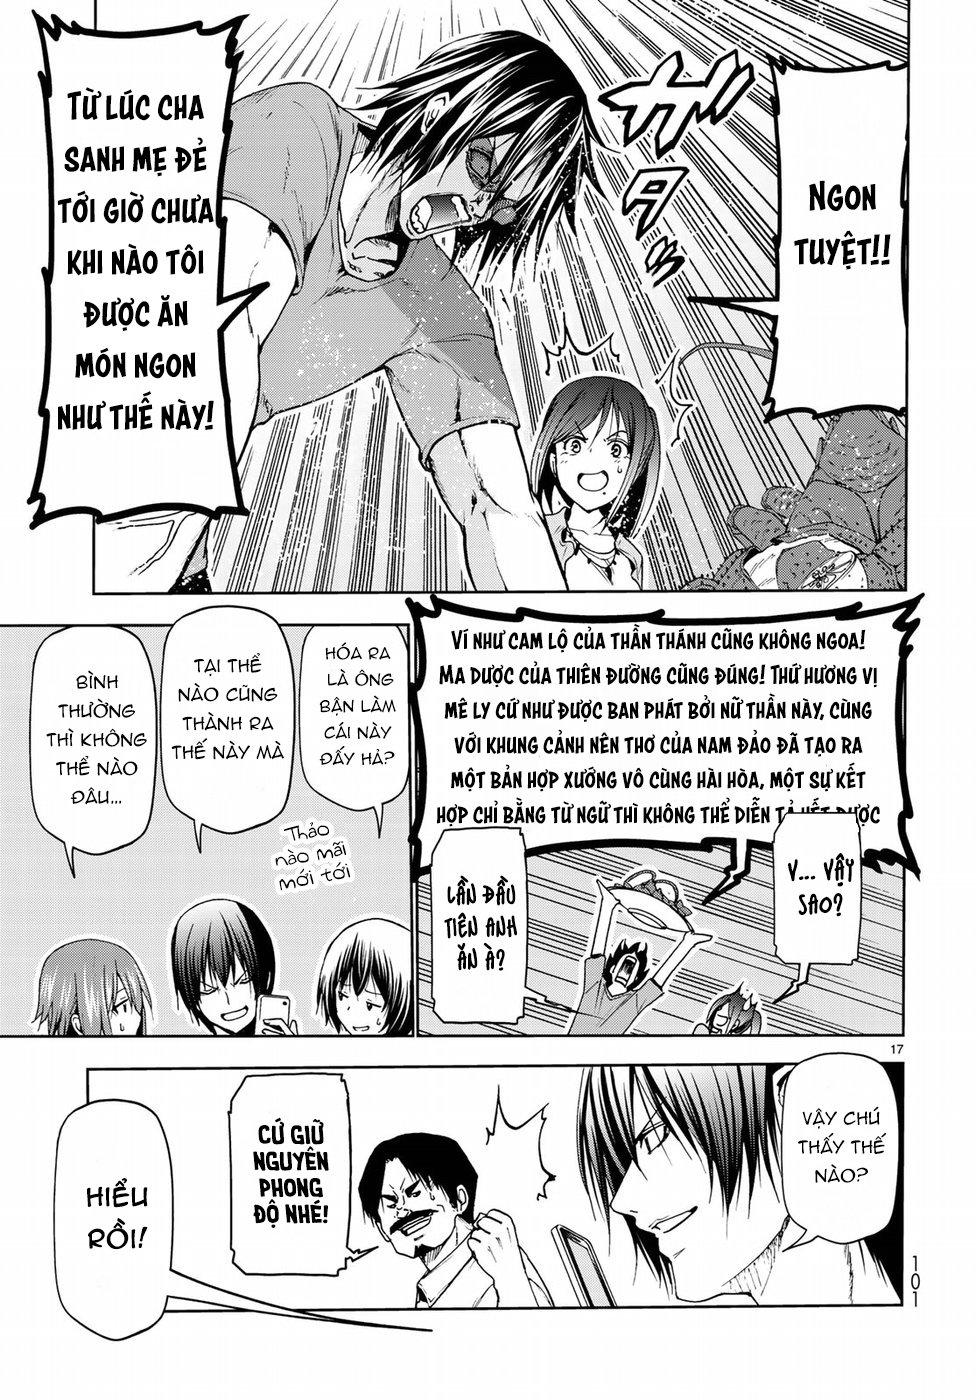 NGON
TUYỆT!!
ガ
タ
ッ
TỪ LÚC CHA
SANH MẸ ĐẺ
TỚI GIỜ CHƯA
KHI NÀO TÔI
ĐƯỢC ĂN
MÓN NGON
NHƯ THẾ NÀY!
VÍ NHƯ CAM LỘ CỦA THẦN THÁNH CŨNG KHÔNG NGOA!
MA DƯỢC CỦA THIÊN ĐƯỜNG CŨNG ĐÚNG! THỨ HƯƠNG VỊ
MÊ LY CỨ NHƯ ĐƯỢC BAN PHÁT BỞI NỮ THẦN NÀY, CÙNG
VỚI KHUNG CẢNH NÊN THƠ CỦA NAM ĐẢO ĐÃ TẠO RA
MỘT BẢN HỢP XƯỚNG VÔ CÙNG HÀI HÒA, MỘT SỰ KẾT
HỢP CHỈ BẰNG TỪ NGỮ THÌ KHÔNG THỂ DIỄN TẢ HẾT ĐƯỢC
V... VẬY
SAO?
LẦN ĐẦU
TIÊN ANH
ĂN À?
HÓA RA
LÀ ÔNG
BẬN LÀM
CÁI NÀY
ĐẤY HẢ?
TẠI THỂ
NÀO CŨNG
THÀNH RA
THẾ NÀY MÀ
BÌNH
THƯỜNG
THÌ KHÔNG
THỂ NÀO
ĐÂU...
Thảo
nào mãi
mới tới
17
VẬY CHÚ
THẤY THẾ
NÀO?
CỨ GIỮ
NGUYÊN
PHONG
ĐỘ NHÉ!
HIỂU
RỒI!
101